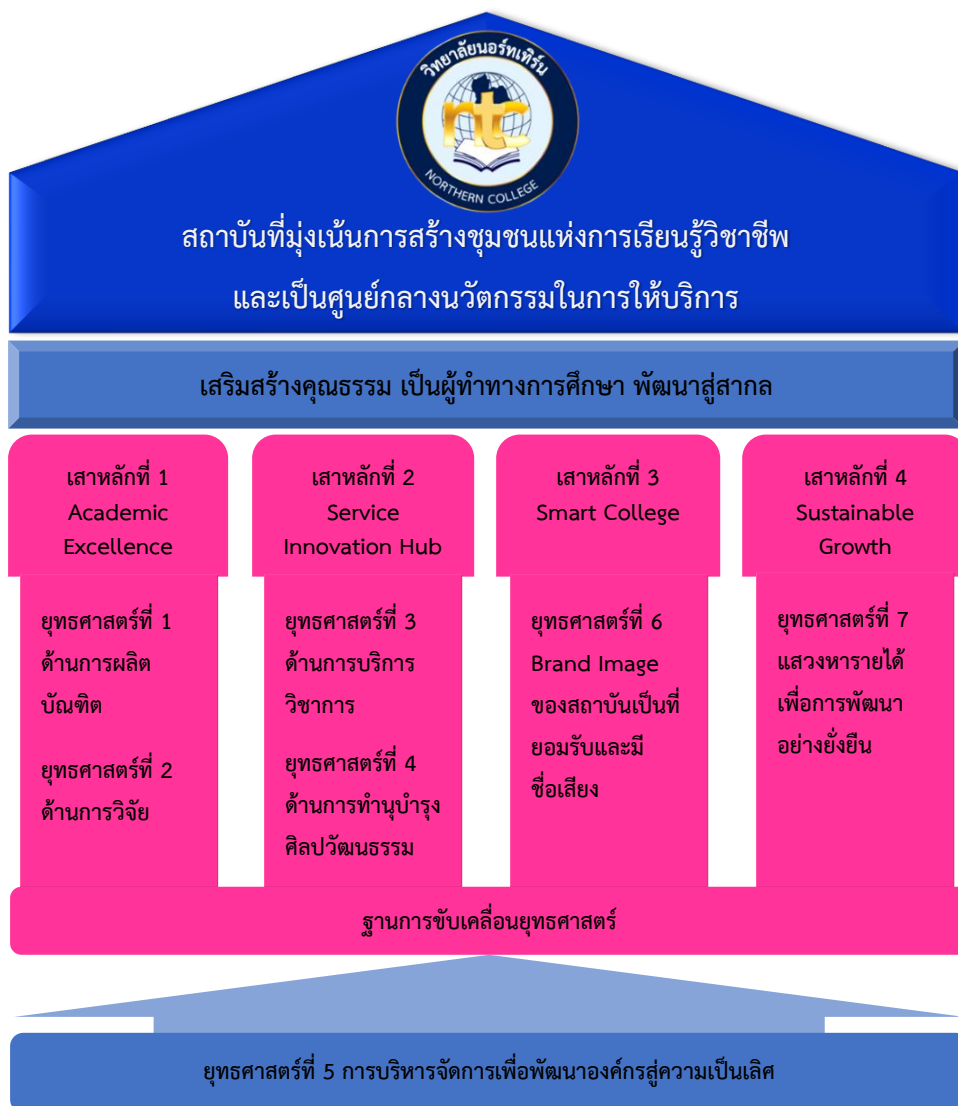 วิทยาลัยนอร์ทเทิร์น
ntc
NORTHERN COLLEGE
สถาบันที่มุ่งเน้นการสร้างชุมชนแห่งการเรียนรู้วิชาชีพ
และเป็นศูนย์กลางนวัตกรรมในการให้บริการ
เสริมสร้างคุณธรรม เป็นผู้ทำทางการศึกษา พัฒนาสู่สากล
เสาหลักที่ 1
Academic
Excellence
ยุทธศาสตร์ที่ 1
ด้านการผลิต
บัณฑิต
ยุทธศาสตร์ที่ 2
ด้านการวิจัย
เสาหลักที่ 2
Service
Innovation Hub
ยุทธศาสตร์ที่ 3
ด้านการบริการ
วิชาการ
ยุทธศาสตร์ที่ 4
ด้านการทำนุบำรุง
ศิลปวัฒนธรรม
เสาหลักที่ 3
Smart College
ยุทธศาสตร์ที่ 6
Brand Image
ของสถาบันเป็นที่
ยอมรับและมี
ชื่อเสียง
เสาหลักที่ 4
Sustainable
Growth
ยุทธศาสตร์ที่ 7
แสวงหารายได้
เพื่อการพัฒนา
อย่างยั่งยืน
ฐานการขับเคลื่อนยุทธศาสตร์
ยุทธศาสตร์ที่ 5 การบริหารจัดการเพื่อพัฒนาองค์กรสู่ความเป็นเลิศ